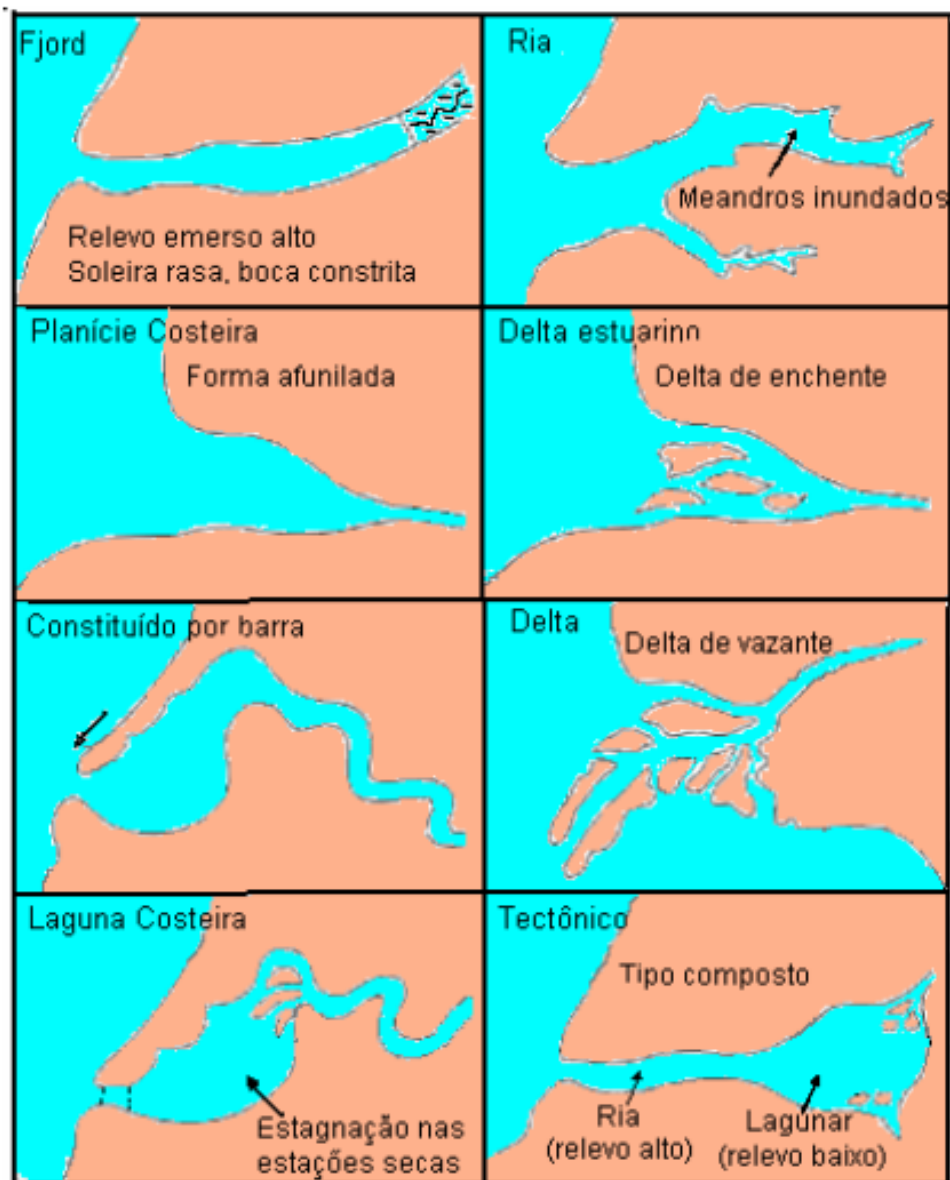 Fjord
Relevo emerso alto
Soleira rasa, boca constrita
Ria
Meandros inundados
Planície Costeira
Forma afunilada
Delta estuarino
Delta de enchente
Constituído por barra
Delta
Delta de vazante
Laguna Costeira
Estagnação nas
estações secas
Tectônico
Tipo composto
Ria
(relevo alto)
Lagunar
(relevo baixo)